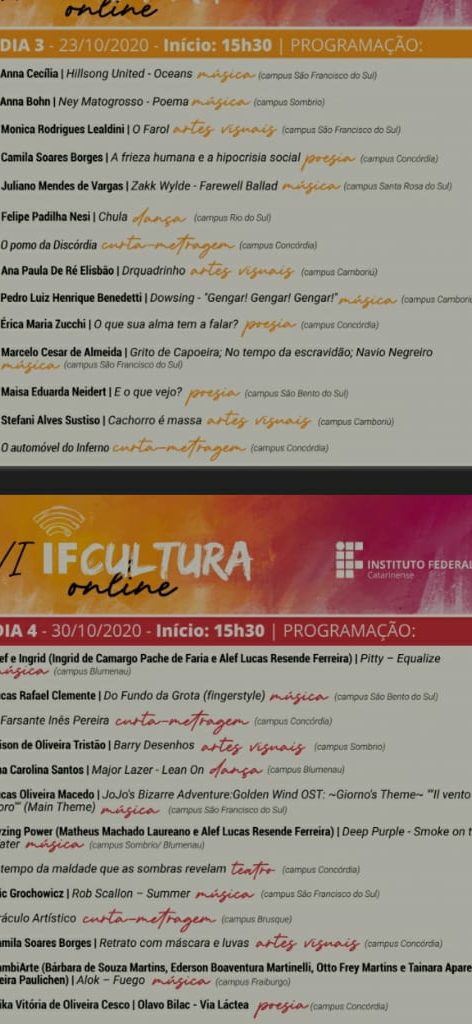 online
DIA 3 - 23/10/2020 - Início: 15h30 | PROGRAMAÇÃO:
Anna Cecília | Hillsong United - Oceans música (campus São Francisco do Sul)
Anna Bohn | Ney Matogrosso - Poema música (campus Sombrio)
Monica Rodrigues Lealdini | O Farol artes visuais (campus São Francisco do Sul)
Camila Soares Borges | A frieza humana e a hipocrisia social poesia (campus Concórdia)
Juliano Mendes de Vargas | Zakk Wylde - Farewell Ballad música (campus Santa Rosa do Sul)
Felipe Padilha Nesi | Chula dança (campus Rio do Sul)
O pomo da Discórdia curta-metragem (campus Concórdia)
Ana Paula De Ré Elisbão | Drquadrinho artes visuais (campus Camboriú)
Pedro Luiz Henrique Benedetti | Dowsing - "Gengar! Gengar! Gengar!" música (campus Camboriú
Érica Maria Zucchi | O que sua alma tem a falar? poesia (campus Concórdia)
Marcelo Cesar de Almeida | Grito de Capoeira; No tempo da escravidão; Navio Negreiro
música (campus São Francisco do Sul)
Maisa Eduarda Neidert | E o que vejo? poesia (campus São Bento do Sul)
Stefani Alves Sustiso | Cachorro é massa artes visuais (campus Camboriú)
O automóvel do Inferno curta-metragem (campus Concórdia)
VI IFCULTURA
online
INSTITUTO FEDERAL
Catarinense
DIA 4 - 30/10/2020 - Início: 15h30 | PROGRAMAÇÃO:
ef e Ingrid (Ingrid de Camargo Pache de Faria e Alef Lucas Resende Ferreira) | Pitty – Equalize
música (campus Blumenau)
cas Rafael Clemente | Do Fundo da Grota (fingerstyle) música (campus São Bento do Sul)
Farsante Inês Pereira curta-metragem (campus Concórdia)
ison de Oliveira Tristão | Barry Desenhos artes visuais (campus Sombrio)
na Carolina Santos | Major Lazer - Lean On dança (campus Blumenau)
cas Oliveira Macedo | JoJo's Bizarre Adventure:Golden Wind OST: ~Giorno's Theme~ '"Il vento
oro"' (Main Theme) música (campus São Francisco do Sul)
zing Power (Matheus Machado Laureano e Alef Lucas Resende Ferreira) | Deep Purple - Smoke on t
ater música (campus Sombrio/ Blumenau)
tempo da maldade que as sombras revelam teatro (campus Concórdia)
ic Grochowicz | Rob Scallon – Summer música (campus São Francisco do Sul)
ráculo Artístico curta-metragem (campus Brusque)
amila Soares Borges | Retrato com máscara e luvas artes visuais (campus Concórdia)
ambiArte (Bárbara de Souza Martins, Ederson Boaventura Martinelli, Otto Frey Martins e Tainara Apare
eira Paulichen) | Alok – Fuego música (campus Fraiburgo)
ika Vitória de Oliveira Cesco | Olavo Bilac - Via Láctea poesia (campus Concórdia)